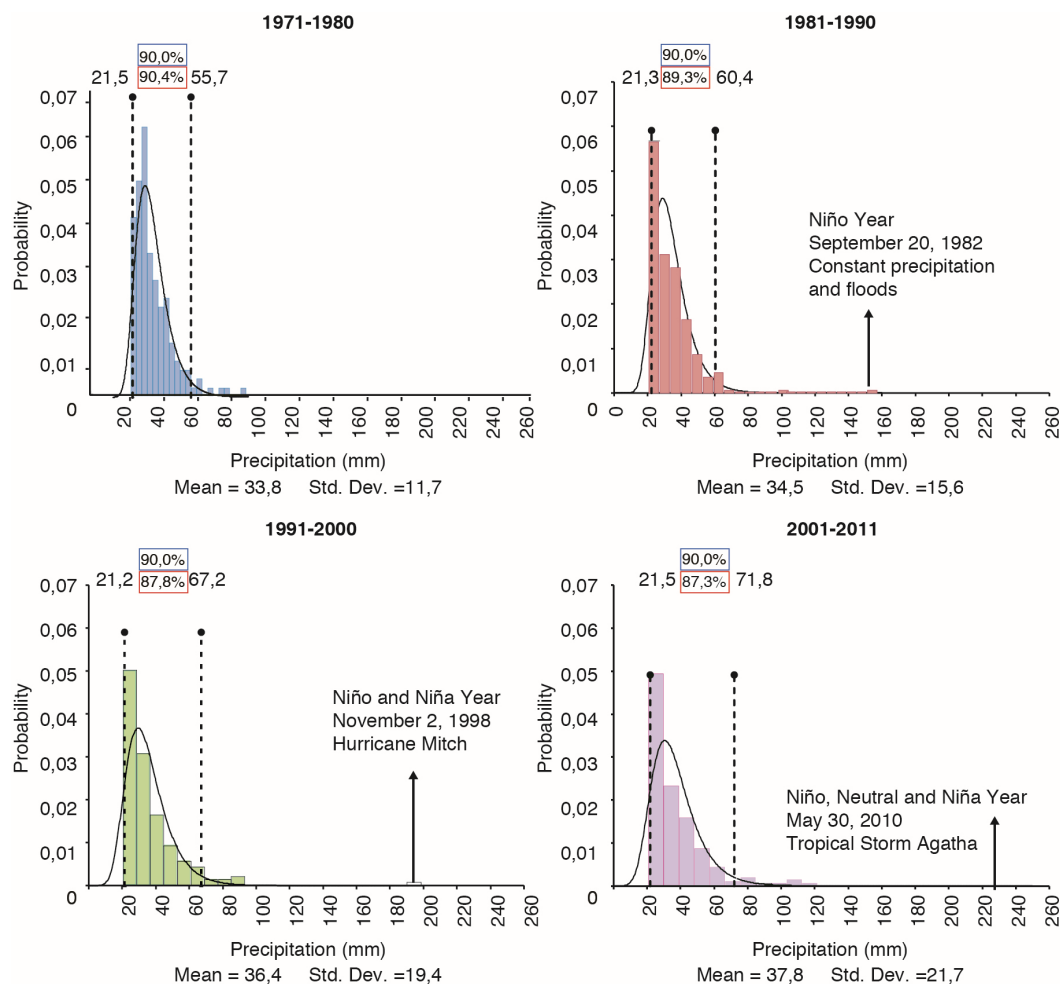 1971-1980
90,0%
21,5 90,4% 55,7
0,07
0,06
0,05
0,04
0,03
0,02
0,01
0
Probability
20 40 60 80 100 120 140 160 180 200 220 240 260
Precipitation (mm)
Mean = 33,8 Std. Dev. =11,7
1981-1990
90,0%
21,3 89,3% 60,4
0,07
0,06
0,05
0,04
0,03
0,02
0,01
0
Probability
Niño Year
September 20, 1982
Constant precipitation
and floods
0 20 40 60 80 100 120 140 160 180 200 220 240 260
Precipitation (mm)
Mean = 34,5 Std. Dev. =15,6
1991-2000
90,0%
21,2 87,8% 67,2
0,07
0,06
0,05
0,04
0,03
0,02
0,01
0
Probability
Niño and Niña Year
November 2, 1998
Hurricane Mitch
20 40 60 80 100 120 140 160 180 200 220 240 260
Precipitation (mm)
Mean = 36,4 Std. Dev. =19,4
2001-2011
90,0%
21,5 87,3% 71,8
0,07
0,06
0,05
0,04
0,03
0,02
0,01
0
Probability
Niño, Neutral and Niña Year
May 30, 2010
Tropical Storm Agatha
20 40 60 80 100 120 140 160 180 200 220 240 260
Precipitation (mm)
Mean = 37,8 Std. Dev. =21,7